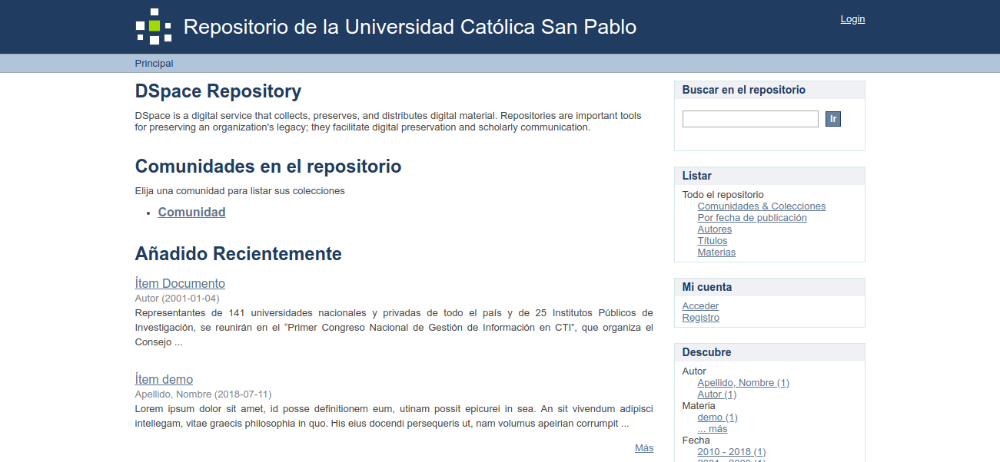 Repositorio de la Universidad Católica San Pablo
Login
Principal
DSpace Repository
DSpace is a digital service that collects, preserves, and distributes digital material. Repositories are important tools
for preserving an organization's legacy; they facilitate digital preservation and scholarly communication.
Comunidades en el repositorio
Elija una comunidad para listar sus colecciones
• Comunidad
Añadido Recientemente
Ítem Documento
Autor (2001-01-04)
Representantes de 141 universidades nacionales y privadas de todo el país y de 25 Institutos Públicos de
Investigación, se reunirán en el “Primer Congreso Nacional de Gestión de Información en CTI”, que organiza el
Consejo ...
Ítem demo
Apellido, Nombre (2018-07-11)
Lorem ipsum dolor sit amet, id posse definitionem eum, utinam possit epicurei in sea. An sit vivendum adipisci
intellegam, vitae graecis philosophia in quo. His eius docendi persequeris ut, nam volumus apeirian corrumpit ...
Más
Buscar en el repositorio
Ir
Listar
Todo el repositorio
Comunidades & Colecciones
Por fecha de publicación
Autores
Títulos
Materias
Mi cuenta
Acceder
Registro
Descubre
Autor
Apellido, Nombre (1)
Autor (1)
Materia
demo (1)
... más
Fecha
2010 - 2018 (1)